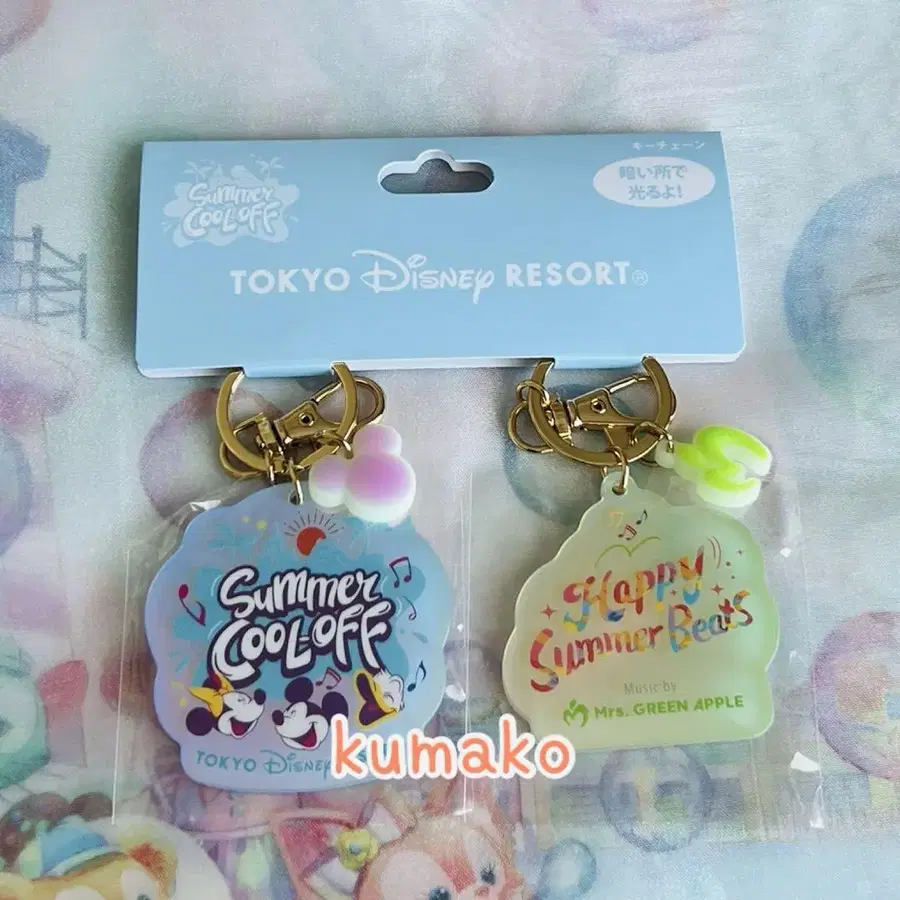 キーチェーン
Summer
COOL-OFF
暗い所で
光るよ!
TOKYO Disney RESORT®
Summer
COOL-OFF
TOKYO Disney
Happy
Summer Beats
Music by
Mrs. GREEN APPLE
kumako